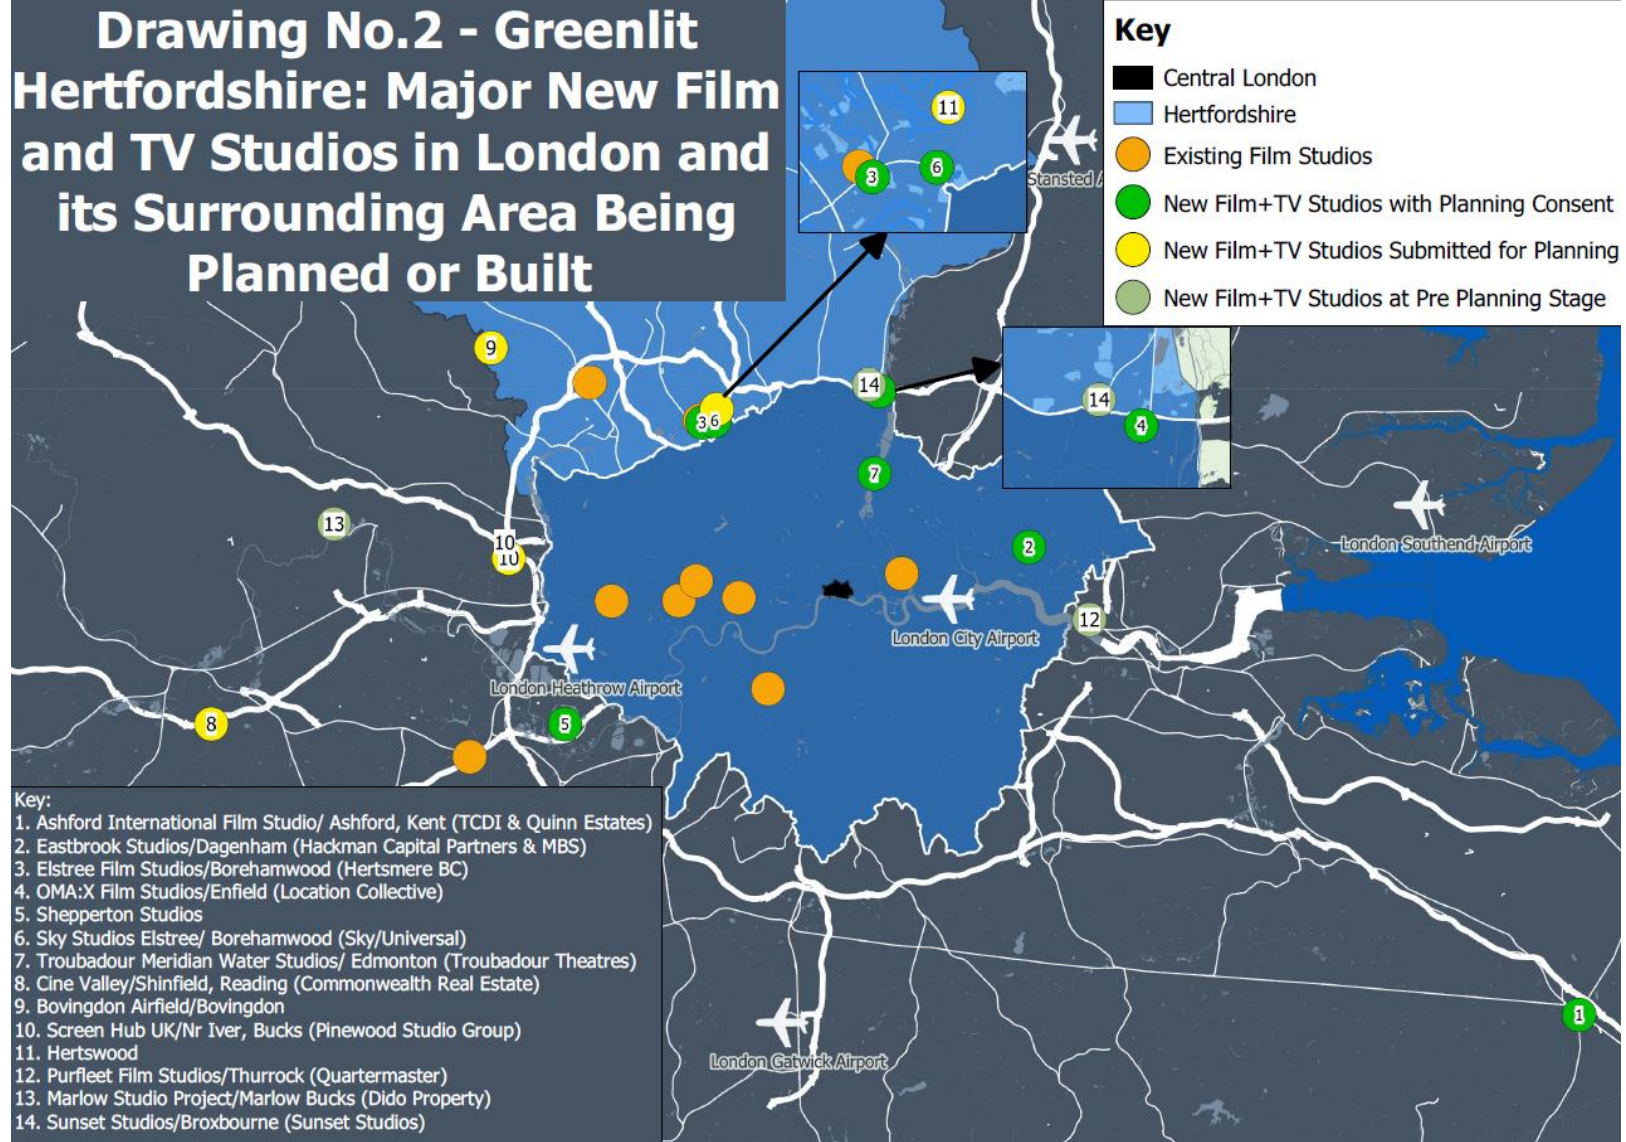 Drawing No.2 - Greenlit
Hertfordshire: Major New Film
and TV Studios in London and
its Surrounding Area Being
Planned or Built
Key
Central London
Hertfordshire
Existing Film Studios
New Film+TV Studios with Planning Consent
New Film+TV Studios Submitted for Planning
New Film+TV Studios at Pre Planning Stage
11
3
6
Stansted A
9
14
3 6
14
4
7
13
10
10
2
London Southend Airport
12
London City Airport
London Heathrow Airport
8
5
1
London Gatwick Airport
Key:
1. Ashford International Film Studio/ Ashford, Kent (TCDI & Quinn Estates)
2. Eastbrook Studios/Dagenham (Hackman Capital Partners & MBS)
3. Elstree Film Studios/Borehamwood (Hertsmere BC)
4. OMA:X Film Studios/Enfield (Location Collective)
5. Shepperton Studios
6. Sky Studios Elstree/ Borehamwood (Sky/Universal)
7. Troubadour Meridian Water Studios/ Edmonton (Troubadour Theatres)
8. Cine Valley/Shinfield, Reading (Commonwealth Real Estate)
9. Bovingdon Airfield/Bovingdon
10. Screen Hub UK/Nr Iver, Bucks (Pinewood Studio Group)
11. Hertswood
12. Purfleet Film Studios/Thurrock (Quartermaster)
13. Marlow Studio Project/Marlow Bucks (Dido Property)
14. Sunset Studios/Broxbourne (Sunset Studios)